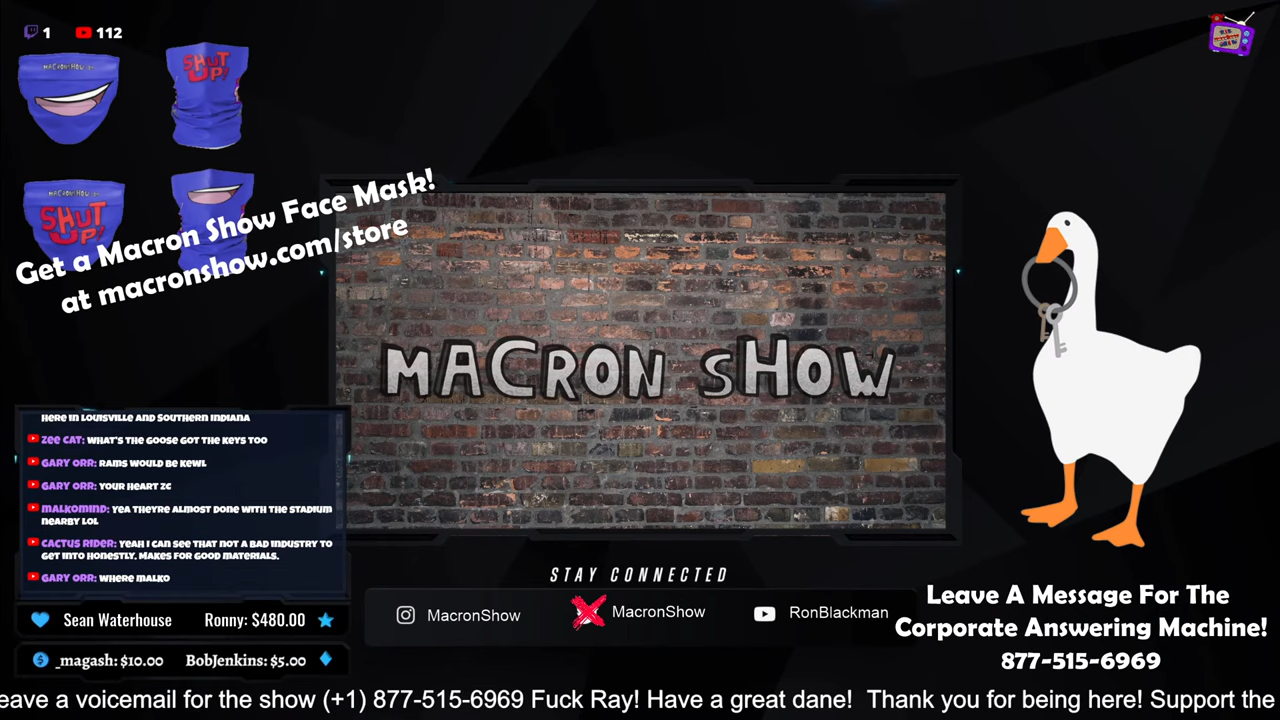 1 112
MACRONSHOW
SHUT
UP!
MACRONSHOW
SHUT
UP!
Get a Macron Show Face Mask!
at macronshow.com/store
MACRON SHOW
HERE IN LOUISVILLE AND SOUTHERN INDIANA
ZEE CAT: WHAT'S THE GOOSE GOT THE KEYS TOO
GARY ORR: RAMS WOULD BE KEWL
GARY ORR: YOUR HEART ZC
MALKOMIND: YEA THEYRE ALMOST DONE WITH THE STADIUM
NEARBY LOL
CACTUS RIDER: YEAH I CAN SEE THAT NOT A BAD INDUSTRY TO
GET INTO HONESTLY. MAKES FOR GOOD MATERIALS.
GARY ORR: WHERE MALKO
Sean Waterhouse Ronny: $480.00
_magash: $10.00 BobJenkins: $5.00
STAY CONNECTED
MacronShow MacronShow RonBlackman
Leave A Message For The
Corporate Answering Machine!
877-515-6969
eave a voicemail for the show (+1) 877-515-6969 Fuck Ray! Have a great dane! Thank you for being here! Support the